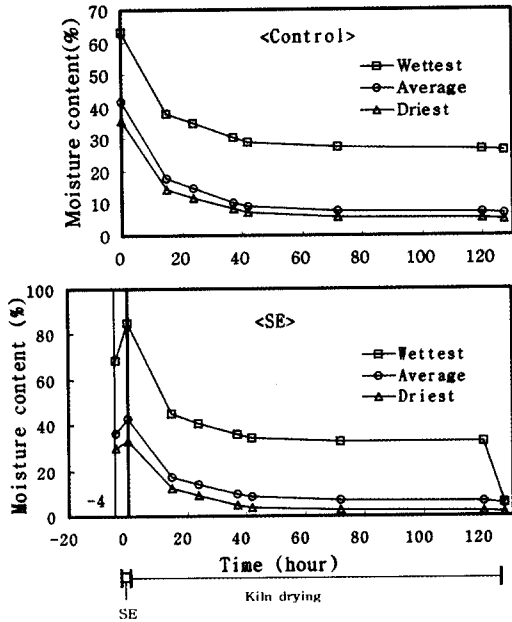 70
60
50
40
30
20
10
0
Moisture content(%)
<Control>
Wettest
Average
Driest
0 20 40 60 80 100 120
100
80
60
40
20
0
Moisture content (%)
<SE>
Wettest
Average
Driest
-4
-20 0 20 40 60 80 100 120
Time (hour)
Kiln drying
SE